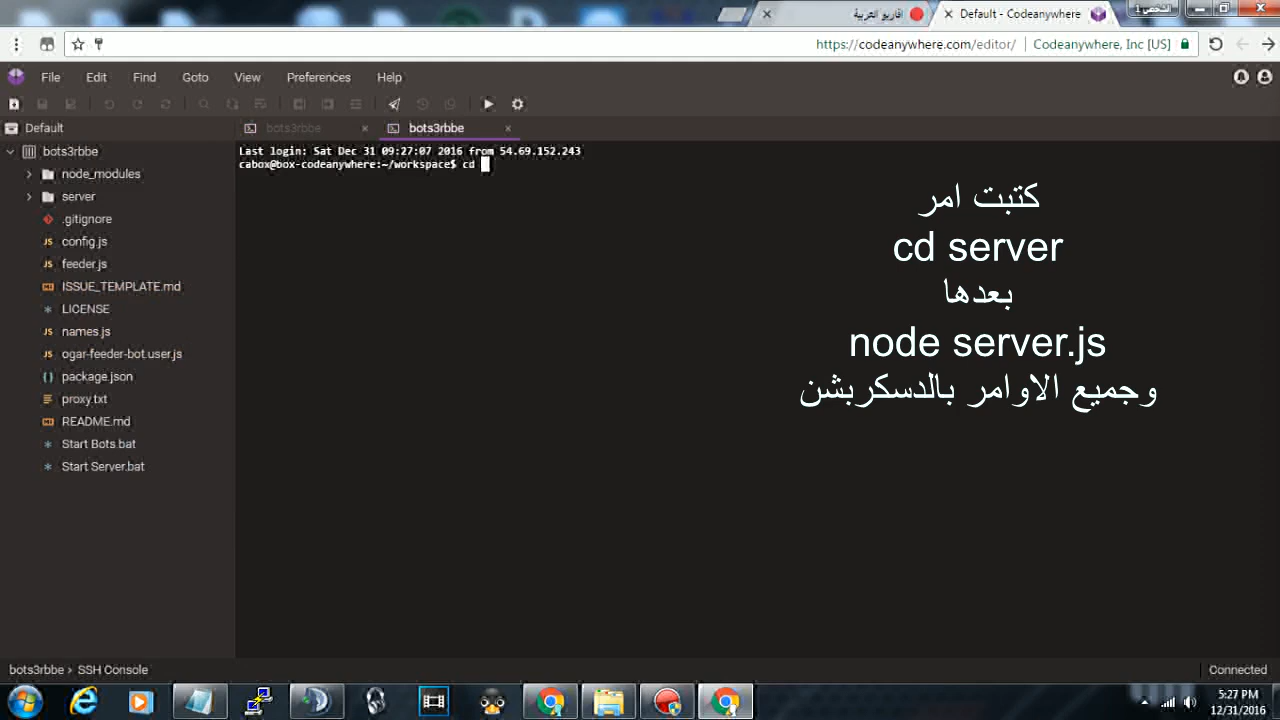 قاريو التربية
Default - Codeanywhere
الشخص 1
https://codeanywhere.com/editor/
Codeanywhere, Inc [US]
File Edit Find Goto View Preferences Help
Default
bots3rbbe
bots3rbbe
bots3rbbe
node_modules
server
.gitignore
config.js
feeder.js
ISSUE_TEMPLATE.md
LICENSE
names.js
ogar-feeder-bot.user.js
package.json
proxy.txt
README.md
Start Bots.bat
Start Server.bat
Last login: Sat Dec 31 09:27:07 2016 from 54.69.152.243
cabox@box-codeanywhere:~/workspace$ cd
كتبت امر
cd server
بعدها
node server.js
وجميع الاوامر بالدسكربشن
bots3rbbe > SSH Console
Connected
5:27 PM
12/31/2016